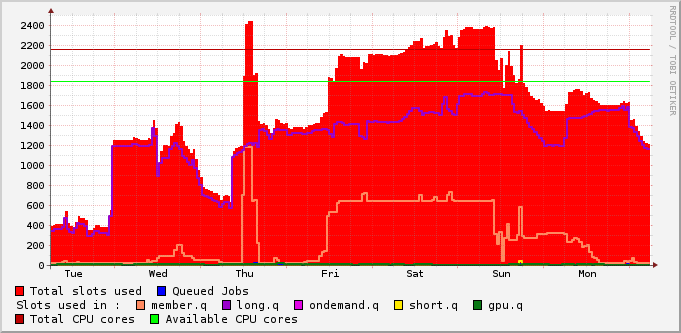 2400
2200
2000
1800
1600
1400
1200
1000
800
600
400
200
0
Tue Wed Thu Fri Sat Sun Mon
Total slots used Queued Jobs
Slots used in : member.q long.q ondemand.q short.q gpu.q
Total CPU cores Available CPU cores
RRDTOOL / TOBI OETIKER